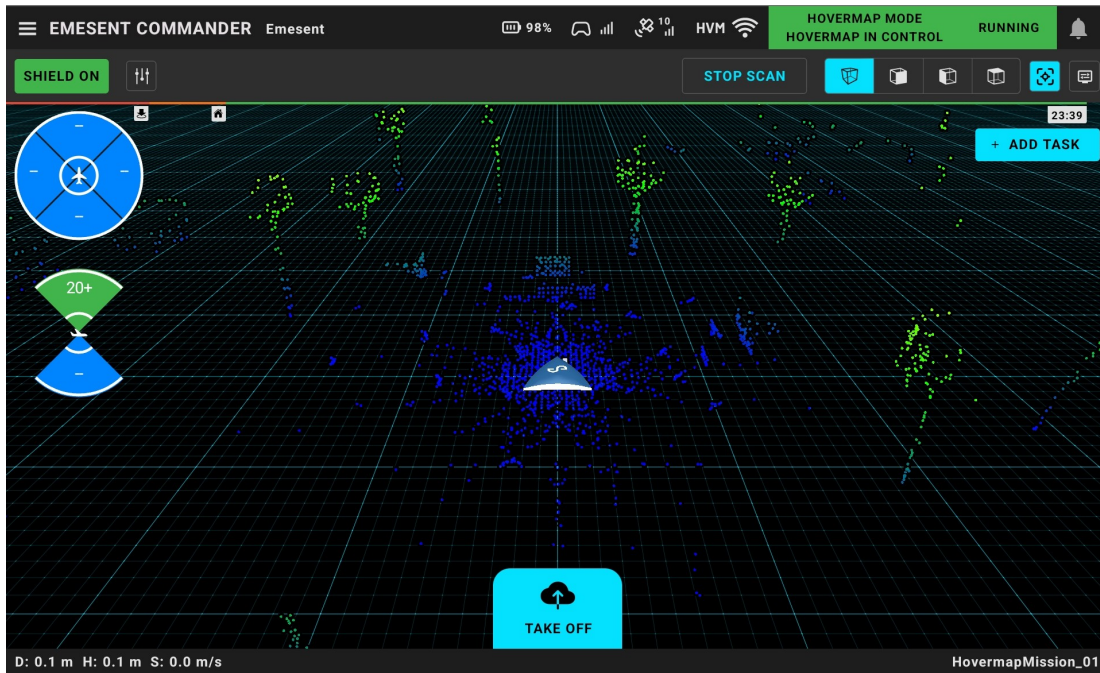 EMESENT COMMANDER Emesent 98% 10 HVM HOVERMAP MODE RUNNING
HOVERMAP IN CONTROL
SHIELD ON STOP SCAN
23:39
+ ADD TASK
20+
TAKE OFF
D: 0.1 m H: 0.1 m S: 0.0 m/s HovermapMission_01